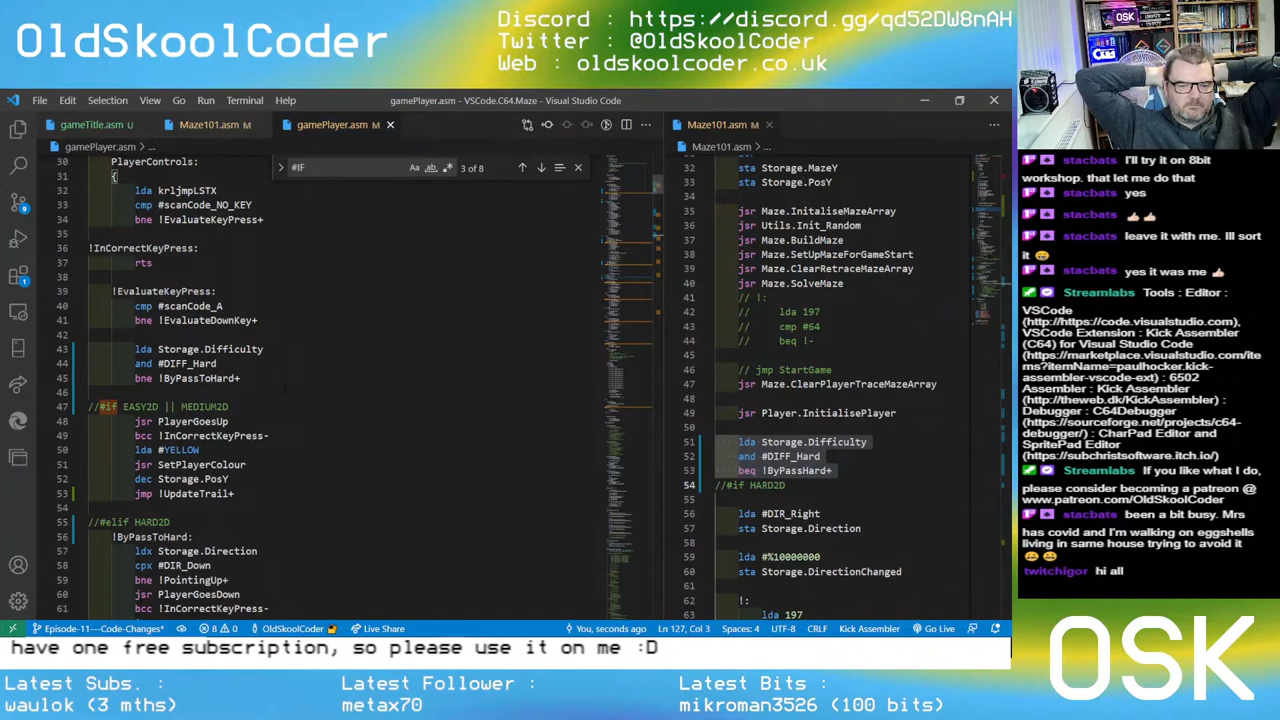 OldSkoolCoder
Discord : https://discord.gg/qd52DW8nAH
Twitter : @OldSkoolCoder
Web : oldskoolcoder.co.uk
File Edit Selection View Go Run Terminal Help
gamePlayer.asm - VSCode.C64.Maze - Visual Studio Code
gameTitle.asm U
Maze101.asm M
gamePlayer.asm M
Maze101.asm M
gamePlayer.asm > ...
Maze101.asm > ...
#IF
3 of 8
30 PlayerControls:
31 {
32 lda krljmpLSTX
33 cmp #scanCode_NO_KEY
34 bne !EvaluateKeyPress+
35
36 !InCorrectKeyPress:
37 rts
38
39 !EvaluateKeyPress:
40 cmp #scanCode_A
41 bne !EvaluateDownKey+
42
43 lda Storage.Difficulty
44 and #DIFF_Hard
45 bne !ByPassToHard+
46
47 //#if EASY2D || MEDIUM2D
48 jsr PlayerGoesUp
49 bcc !InCorrectKeyPress-
50 lda #YELLOW
51 jsr SetPlayerColour
52 dec Storage.PosY
53 jmp !UpdateTrail+
54
55 //#elif HARD2D
56 !ByPassToHard:
57 ldx Storage.Direction
58 cpx #DIR_Down
59 bne !PointingUp+
60 jsr PlayerGoesDown
61 bcc !InCorrectKeyPress-
32 sta Storage.MazeY
33 sta Storage.PosY
34
35 jsr Maze.InitaliseMazeArray
36 jsr Utils.Init_Random
37 jsr Maze.BuildMaze
38 jsr Maze.SetUpMazeForGameStart
39 jsr Maze.ClearRetraceMazeArray
40 jsr Maze.SolveMaze
41 // !:
42 // lda 197
43 // cmp #64
44 // beq !-
45
46 // jmp StartGame
47 jsr Maze.ClearPlayerTraceMazeArray
48
49 jsr Player.InitialisePlayer
50
51 lda Storage.Difficulty
52 and #DIFF_Hard
53 beq !ByPassHard+
54 //#if HARD2D
55
56 lda #DIR_Right
57 sta Storage.Direction
58
59 lda #%10000000
60 sta Storage.DirectionChanged
61
62 !:
63 lda 197
Episode-11---Code-Changes*
8 0
OldSkoolCoder
Live Share
You, seconds ago
Ln 127, Col 3
Spaces: 4
UTF-8
CRLF
Kick Assembler
Go Live
stacbats I'll try it on 8bit
workshop. that let me do that
stacbats yes
stacbats
stacbats leave it with me. Ill sort
it
stacbats yes it was me
Streamlabs Tools : Editor :
VSCode
(http://https://code.visualstudio.com),
VSCode Extension : Kick Assembler
(C64) for Visual Studio Code
(https://marketplace.visualstudio.com/ite
ms?itemName=paulhocker.kick-
assembler-vscode-ext) : 6502
Assembler : Kick Assembler
(http://theweb.dk/KickAssembler) :
Debugger : C64Debugger
(https://sourceforge.net/projects/c64-
debugger/) : CharPad Editor and
SpritePad Editor
(https://subchristsoftware.itch.io/)
Streamlabs If you like what I do,
please consider becoming a patreon @
www.patreon.com/OldSkoolCoder
stacbats been a bit busy. Mrs
has covid and I'm walking on eggshells
living in same house trying to avoid it
twitchigor hi all
have one free subscription, so please use it on me :D
Latest Subs. :
waulok (3 mths)
Latest Follower :
metax70
Latest Bits :
mikroman3526 (100 bits)
OSK